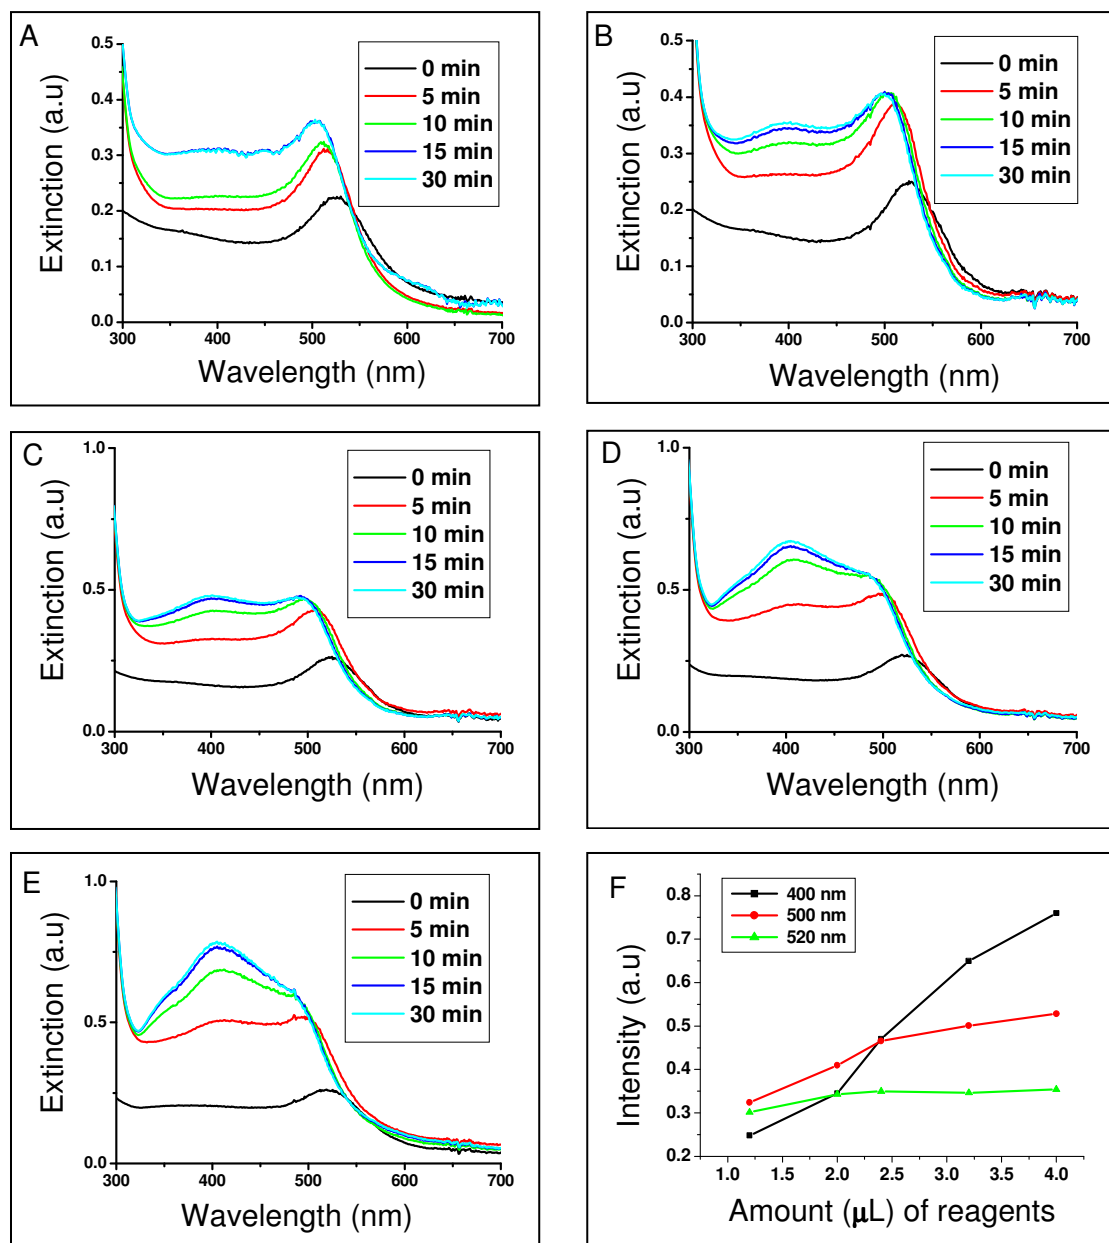 A
Extinction (a.u)
0.5
0.4
0.3
0.2
0.1
0.0
300
400
500
600
700
Wavelength (nm)
0 min
5 min
10 min
15 min
30 min
B
Extinction (a.u)
0.5
0.4
0.3
0.2
0.1
0.0
300
400
500
600
700
Wavelength (nm)
0 min
5 min
10 min
15 min
30 min
C
Extinction (a.u)
1.0
0.5
0.0
300
400
500
600
700
Wavelength (nm)
0 min
5 min
10 min
15 min
30 min
D
Extinction (a.u)
1.0
0.5
0.0
300
400
500
600
700
Wavelength (nm)
0 min
5 min
10 min
15 min
30 min
E
Extinction (a.u)
1.0
0.5
0.0
300
400
500
600
700
Wavelength (nm)
0 min
5 min
10 min
15 min
30 min
F
Intensity (a.u)
0.8
0.7
0.6
0.5
0.4
0.3
0.2
1.0
1.5
2.0
2.5
3.0
3.5
4.0
Amount (μL) of reagents
400 nm
500 nm
520 nm